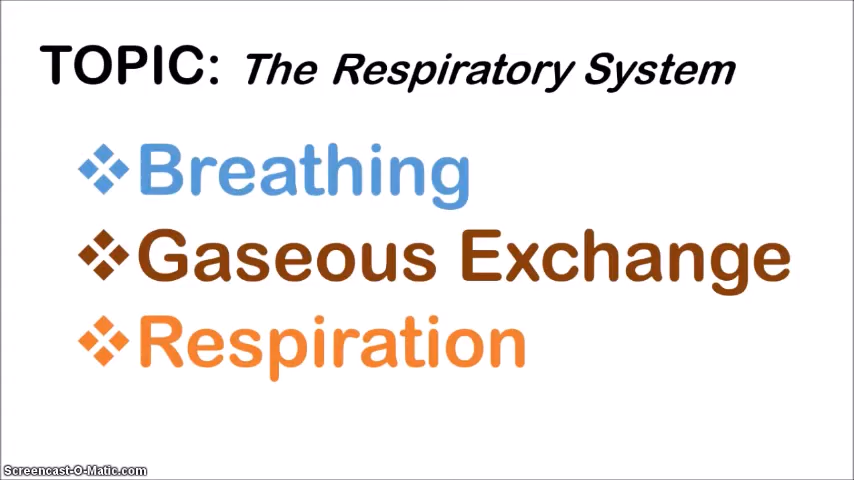 TOPIC: The Respiratory System
❖Breathing
❖Gaseous Exchange
❖Respiration
Screencast-O-Matic.com